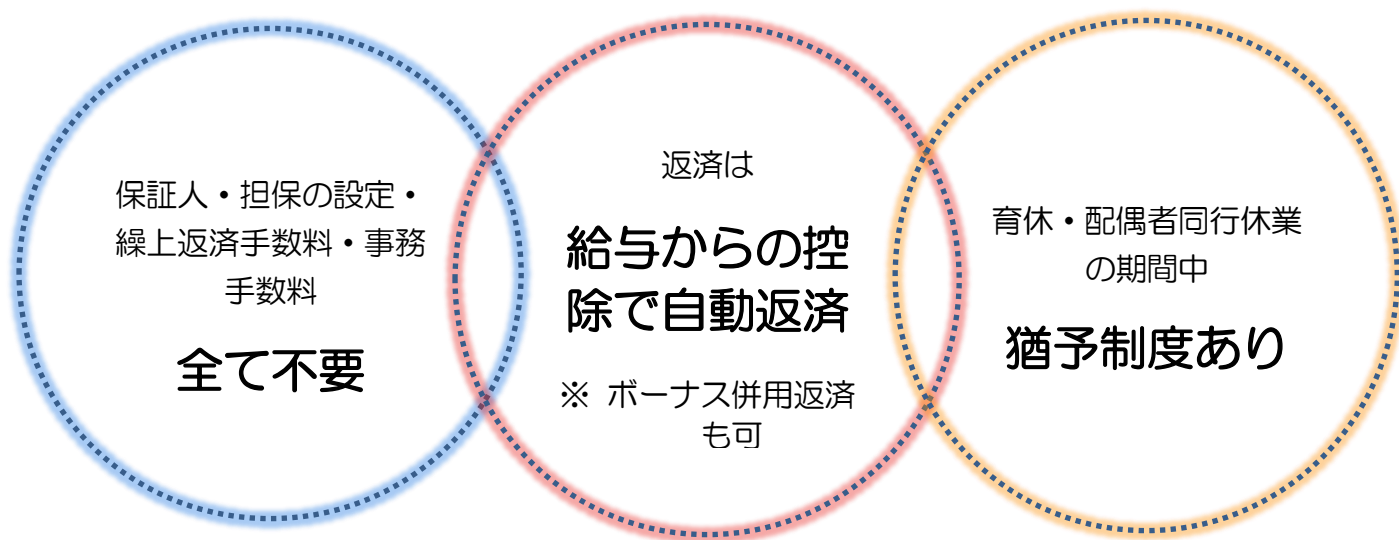 保証人・担保の設定・
繰上返済手数料・事務
手数料
全て不要
返済は
給与からの控
除で自動返済
※ ボーナス併用返済
も可
育休・配偶者同行休業
の期間中
猶予制度あり